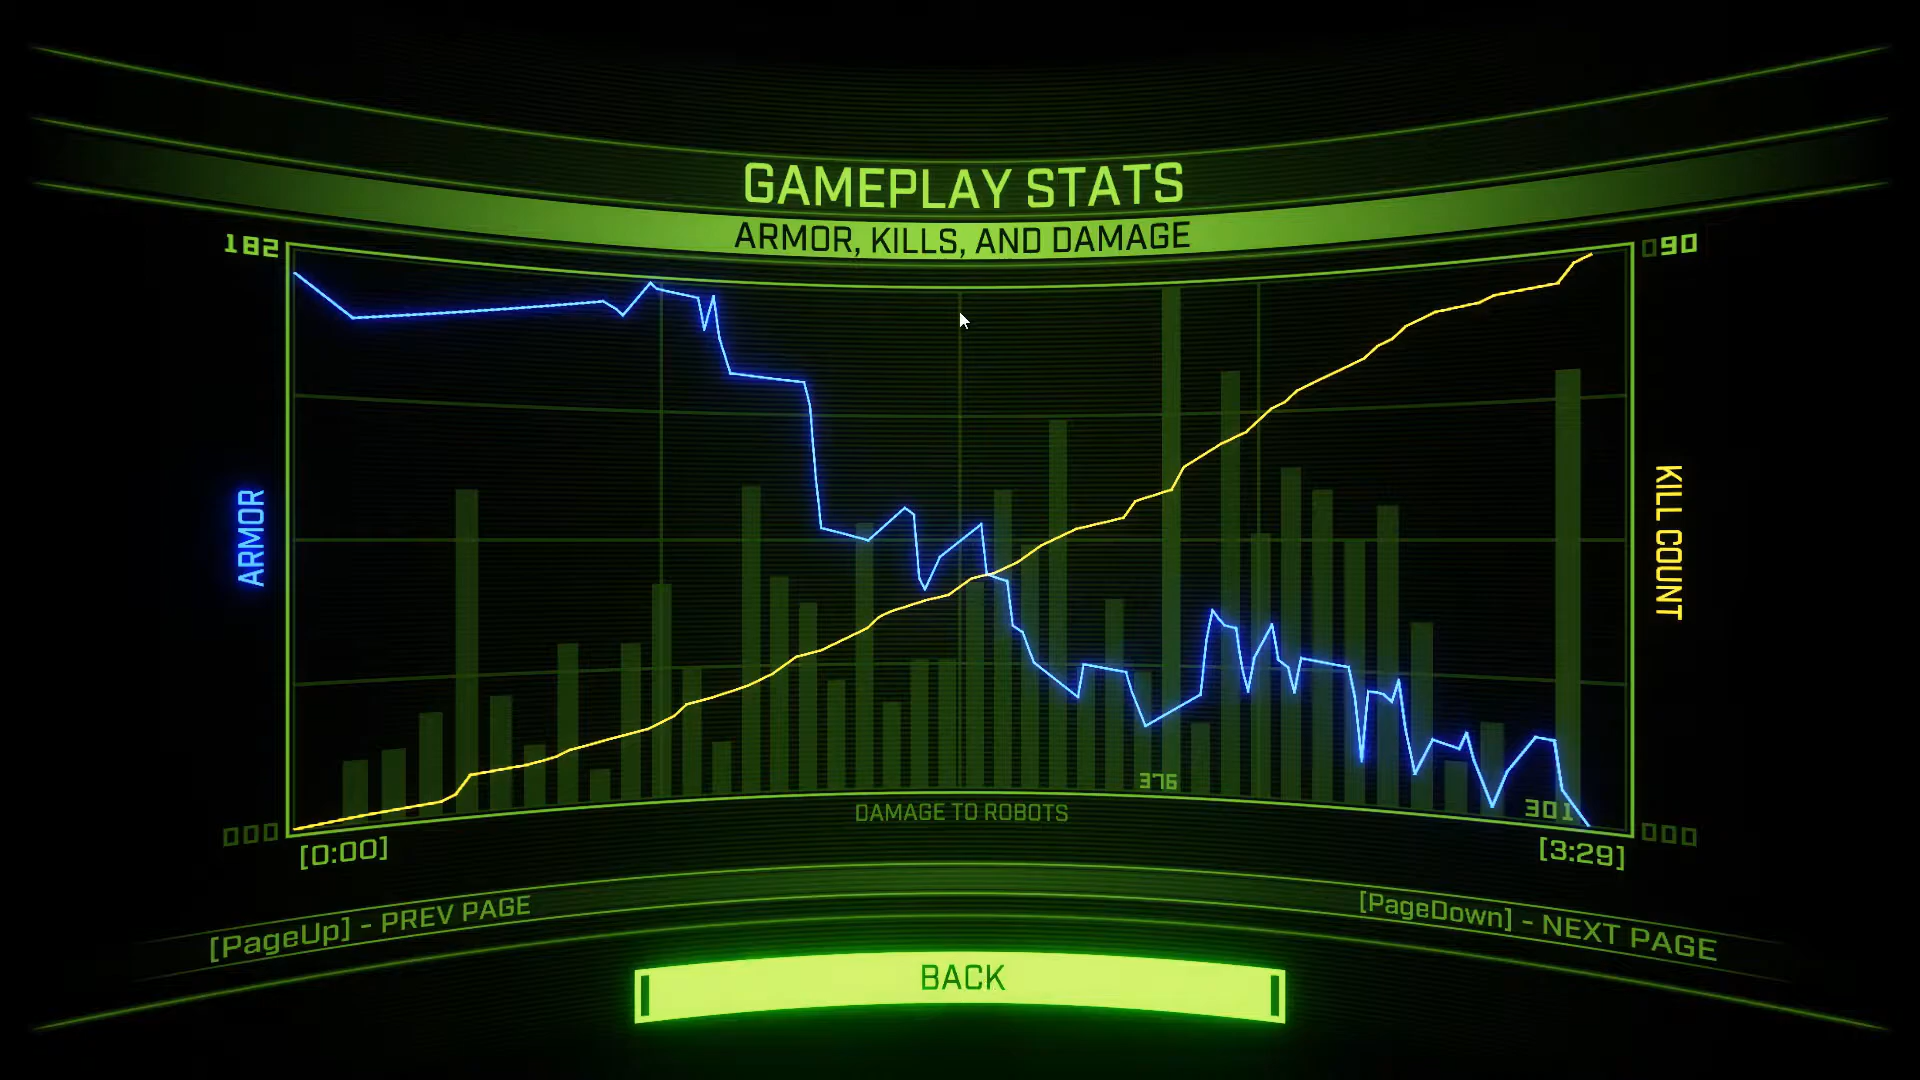 GAMEPLAY STATS
ARMOR, KILLS, AND DAMAGE
182
090
ARMOR
KILL COUNT
376
301
DAMAGE TO ROBOTS
000
000
[0:00]
[3:29]
[PageUp] - PREV PAGE
[PageDown] - NEXT PAGE
BACK